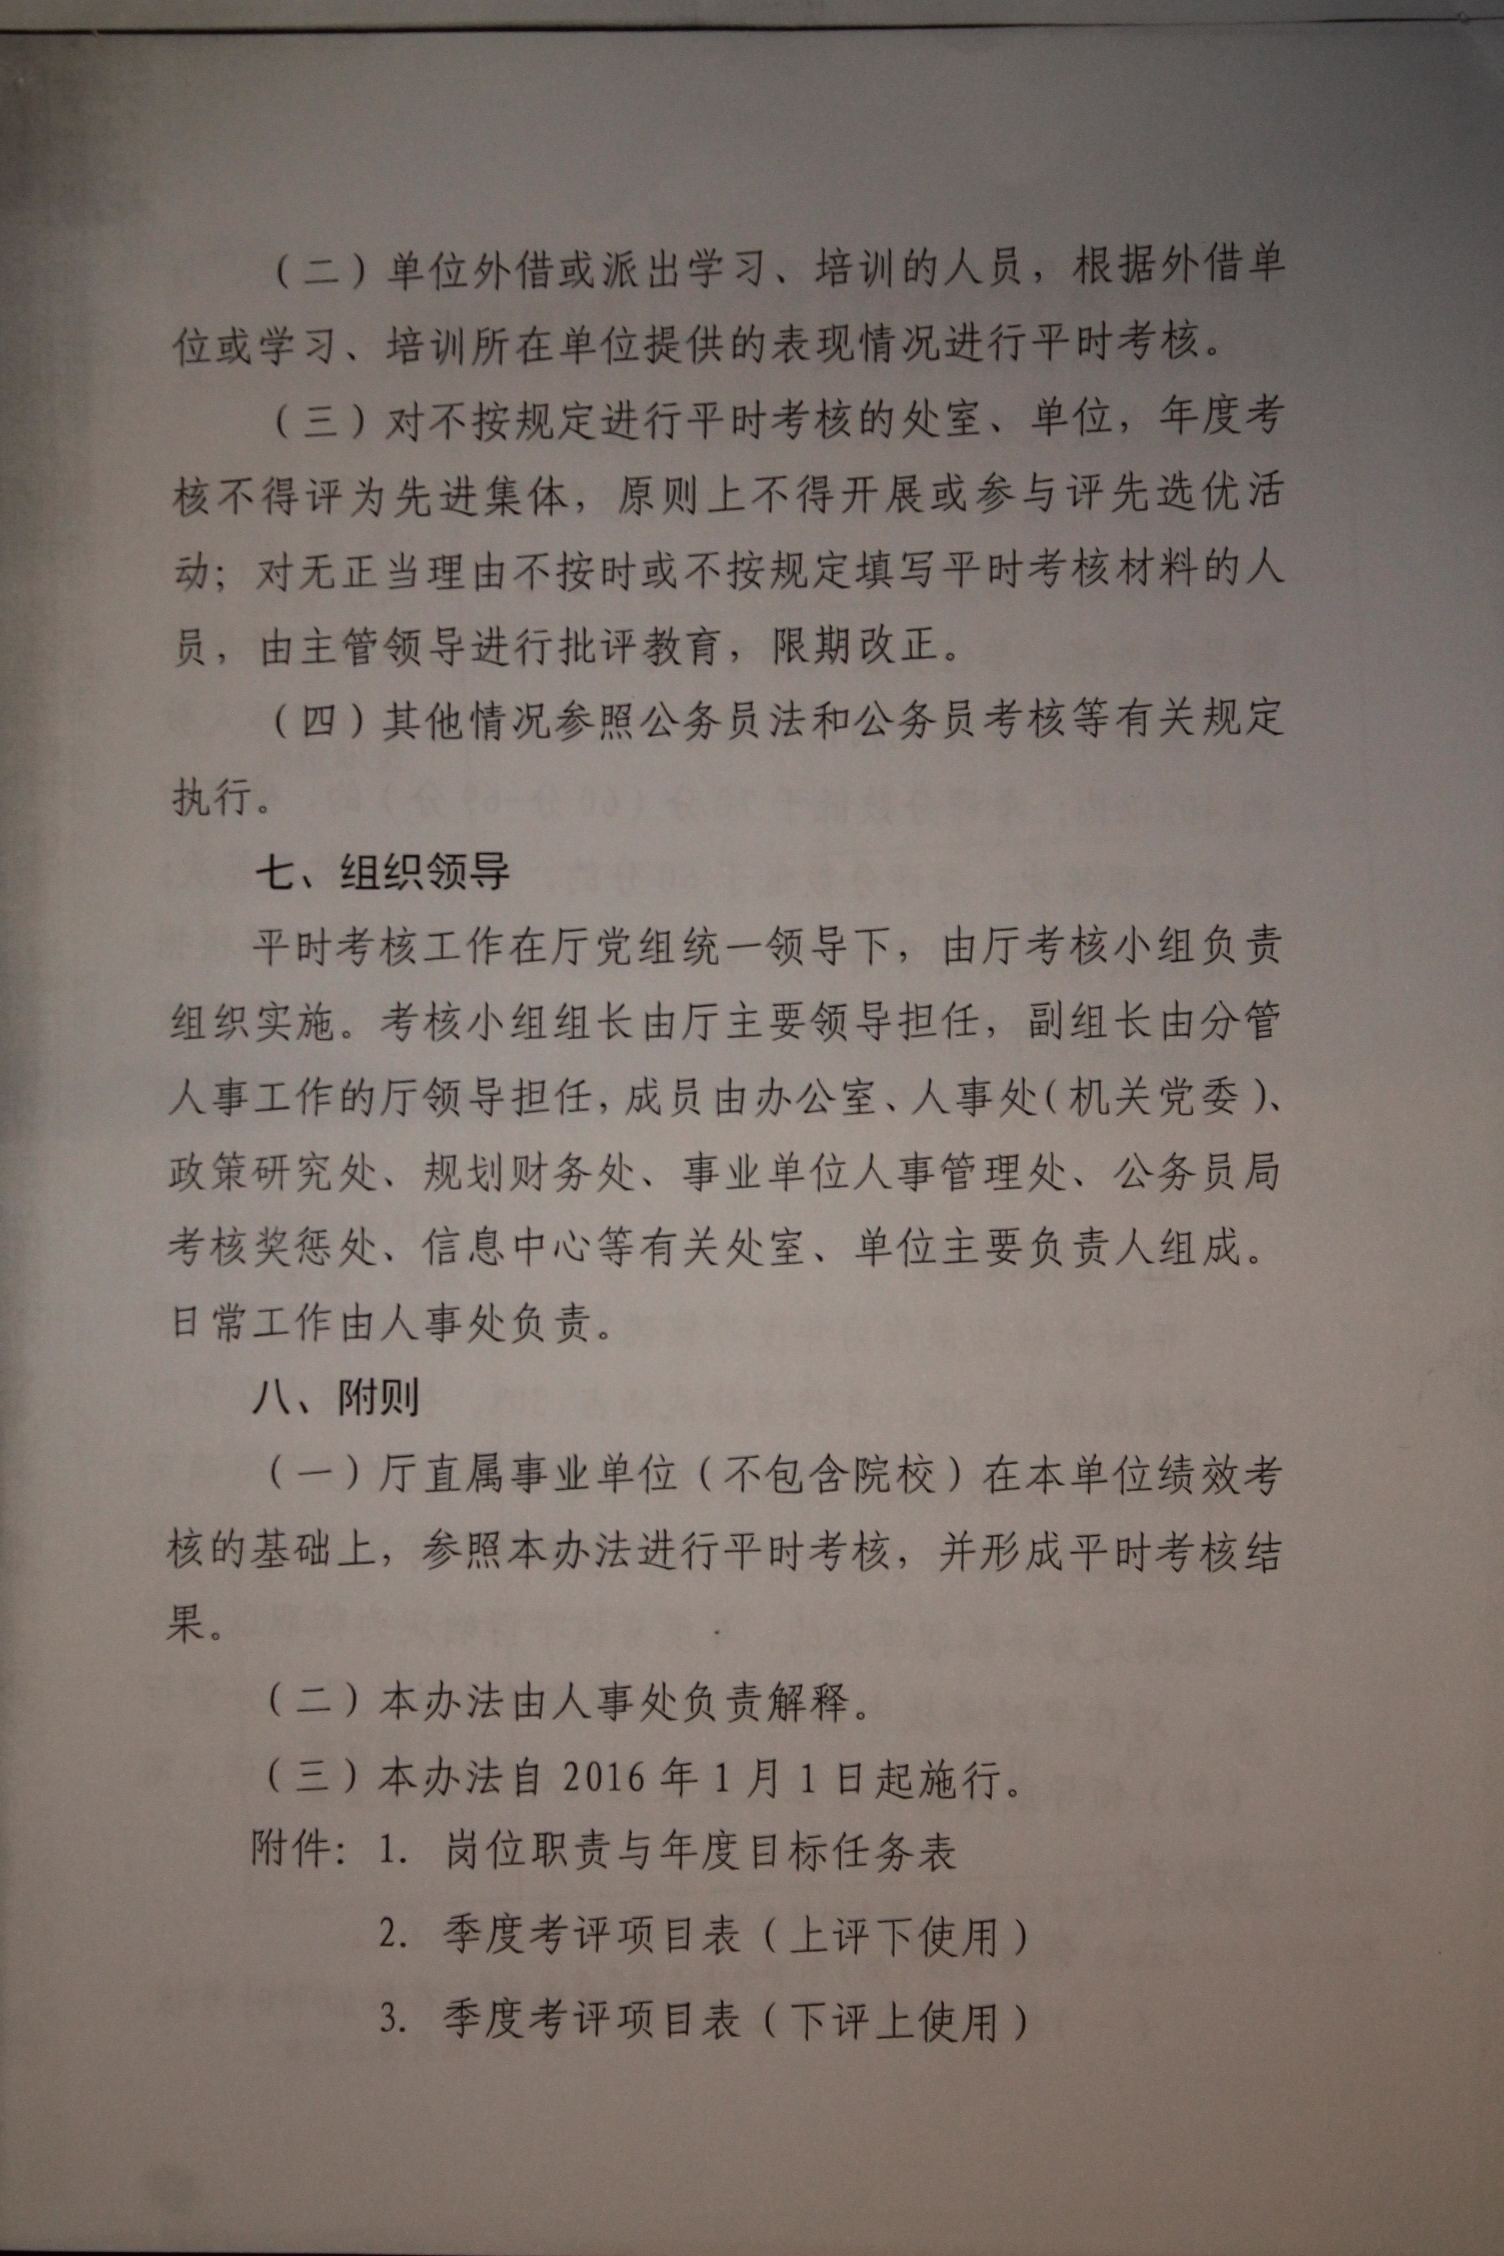 （二）单位外借或派出学习、培训的人员，根据外借单
位或学习、培训所在单位提供的表现情况进行平时考核。
（三）对不按规定进行平时考核的处室、单位，年度考
核不得评为先进集体，原则上不得开展或参与评先选优活
动；对无正当理由不按时或不按规定填写平时考核材料的人
员，由主管领导进行批评教育，限期改正。
（四）其他情况参照公务员法和公务员考核等有关规定
执行。
七、组织领导
平时考核工作在厅党组统一领导下，由厅考核小组负责
组织实施。考核小组组长由厅主要领导担任，副组长由分管
人事工作的厅领导担任，成员由办公室、人事处（机关党委）、
政策研究处、规划财务处、事业单位人事管理处、公务员局
考核奖惩处、信息中心等有关处室、单位主要负责人组成。
日常工作由人事处负责。
八、附则
（一）厅直属事业单位（不包含院校）在本单位绩效考
核的基础上，参照本办法进行平时考核，并形成平时考核结
果。
（二）本办法由人事处负责解释。
（三）本办法自 2016 年 1 月 1 日起施行。
附件：1. 岗位职责与年度目标任务表
2. 季度考评项目表（上评下使用）
3. 季度考评项目表（下评上使用）